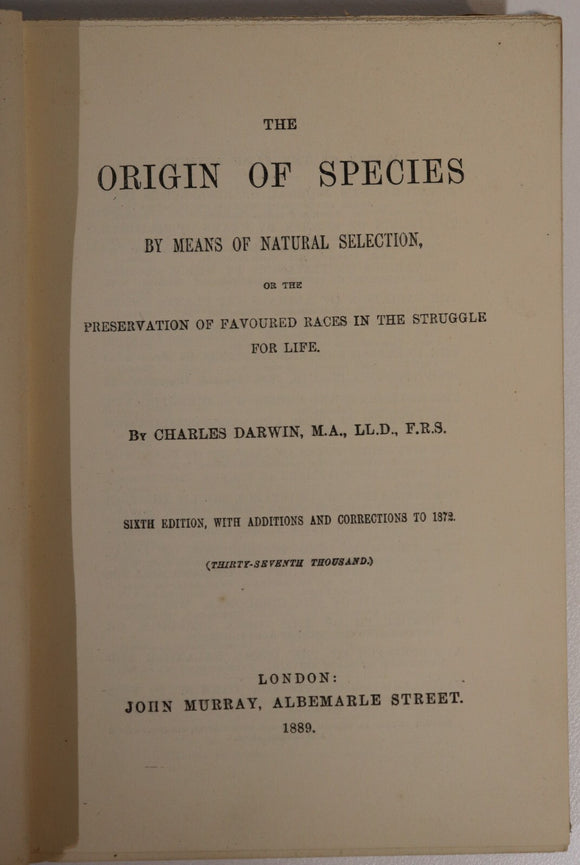 THE
ORIGIN OF SPECIES
BY MEANS OF NATURAL SELECTION,
OR THE
PRESERVATION OF FAVOURED RACES IN THE STRUGGLE
FOR LIFE.
BY CHARLES DARWIN, M.A., LL.D., F.R.S.
SIXTH EDITION, WITH ADDITIONS AND CORRECTIONS TO 1872.
(THIRTY-SEVENTH THOUSAND.)
LONDON:
JOHN MURRAY, ALBEMARLE STREET.
1889.